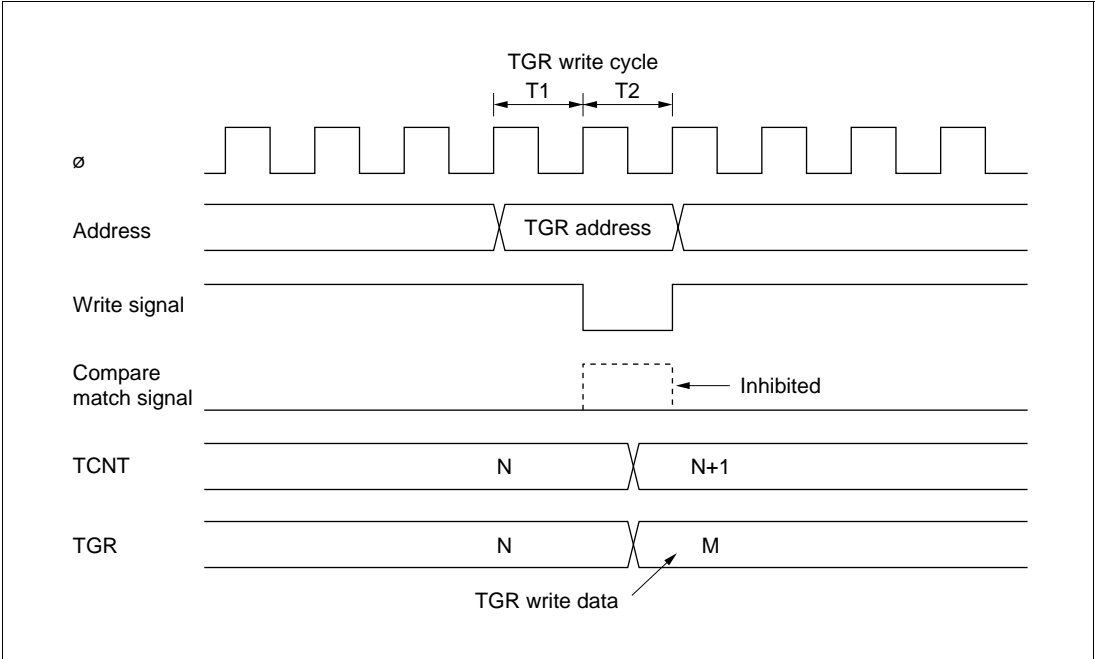 TGR write cycle
T1 T2
ø
Address
TGR address
Write signal
Compare
match signal
Inhibited
TCNT
N
N+1
TGR
N
M
TGR write data